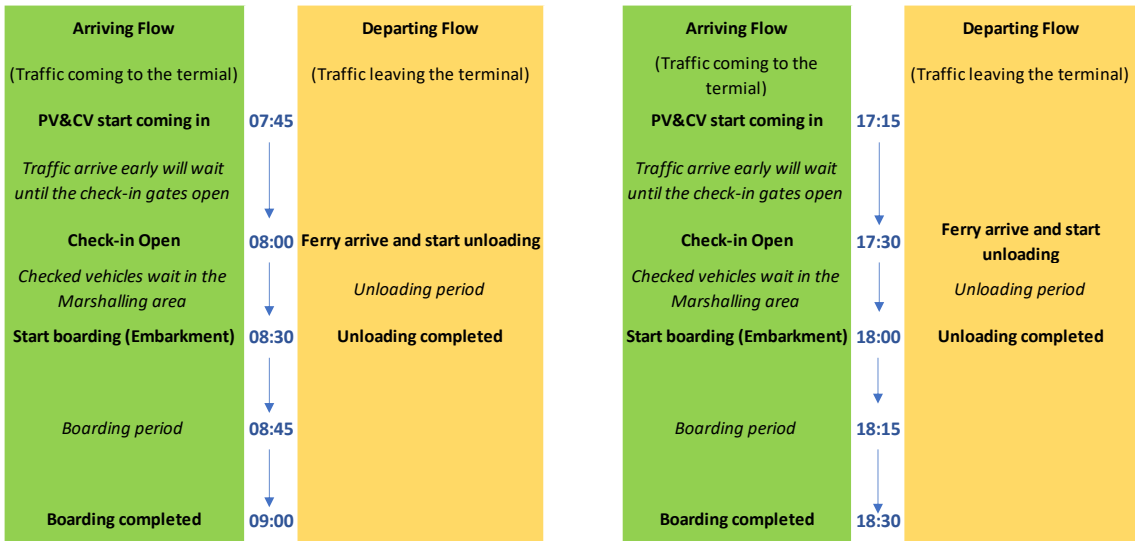 Arriving Flow
Departing Flow
(Traffic coming to the termial)
(Traffic leaving the terminal)
PV&CV start coming in
07:45
Traffic arrive early will wait
until the check-in gates open
Check-in Open
08:00
Ferry arrive and start unloading
Checked vehicles wait in the
Marshalling area
Unloading period
Start boarding (Embarkment)
08:30
Unloading completed
Boarding period
08:45
Boarding completed
09:00
Arriving Flow
Departing Flow
(Traffic coming to the
termial)
(Traffic leaving the terminal)
PV&CV start coming in
17:15
Traffic arrive early will wait
until the check-in gates open
Check-in Open
17:30
Ferry arrive and start
unloading
Checked vehicles wait in the
Marshalling area
Unloading period
Start boarding (Embarkment)
18:00
Unloading completed
Boarding period
18:15
Boarding completed
18:30